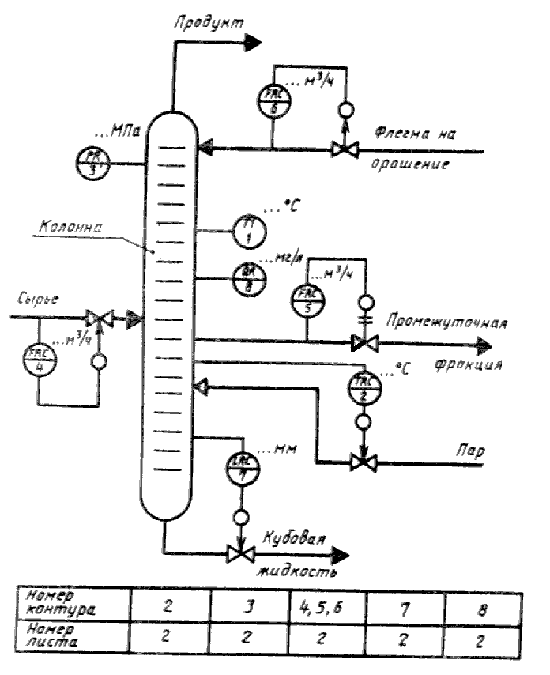 Продукт
...м³/ч
FRC
6
...МПа
Флегма на
орошение
PR
3
...°C
TI
1
Колонна
...мг/л
QR
8
...м³/ч
FRC
5
Сырье
Промежуточная
фракция
...м³/ч
FRC
4
...°C
TRC
2
Пар
...мм
LRC
7
Кубовая
жидкость
Номер контура 2 3 4, 5, 6 7 8
Номер листа 2 2 2 2 2